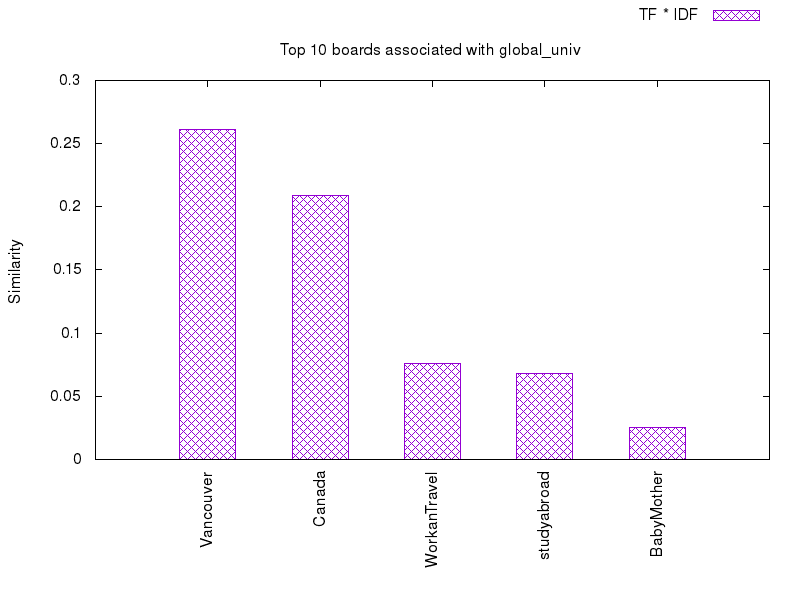 TF * IDF
Top 10 boards associated with global_univ
0.3
0.25
0.2
0.15
0.1
0.05
0
Similarity
Vancouver
Canada
WorkanTravel
studyabroad
BabyMother